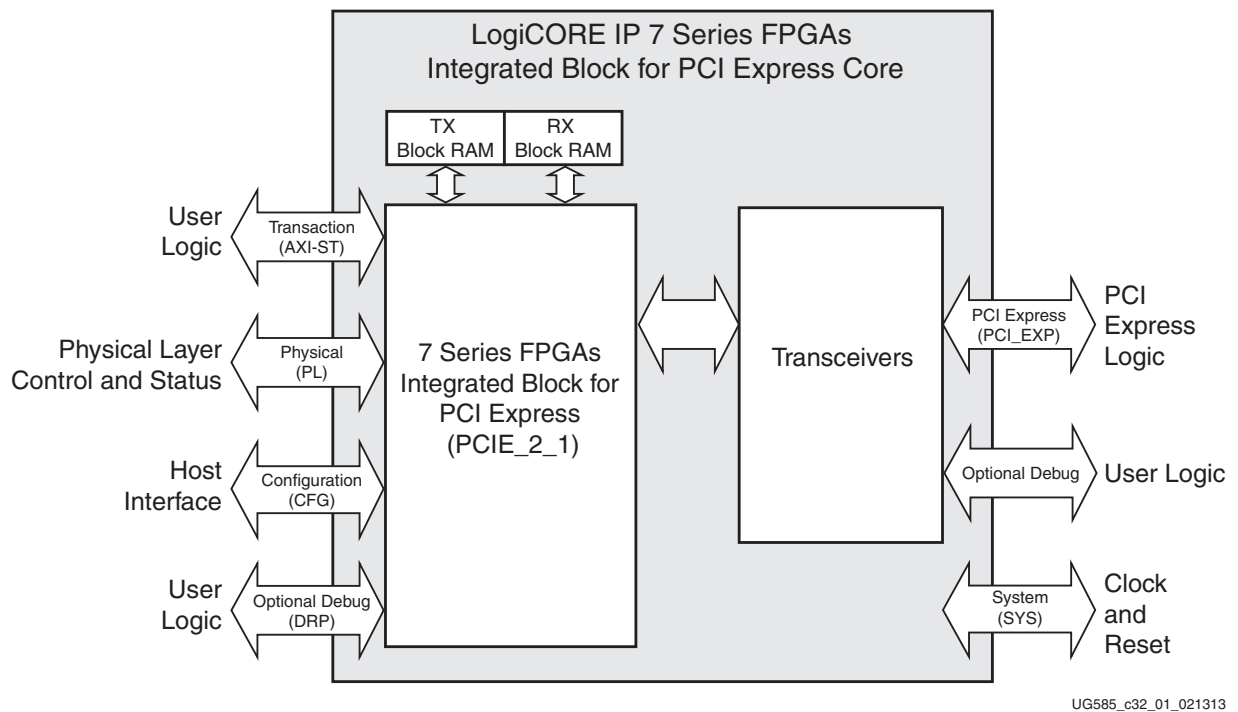 LogiCORE IP 7 Series FPGAs
Integrated Block for PCI Express Core
TX
Block RAM
RX
Block RAM
User
Logic
Transaction
(AXI-ST)
Physical Layer
Control and Status
Physical
(PL)
Host
Interface
Configuration
(CFG)
User
Logic
Optional Debug
(DRP)
7 Series FPGAs
Integrated Block for
PCI Express
(PCIE_2_1)
Transceivers
PCI Express
(PCI_EXP)
PCI
Express
Logic
Optional Debug
User Logic
System
(SYS)
Clock
and
Reset
UG585_c32_01_021313